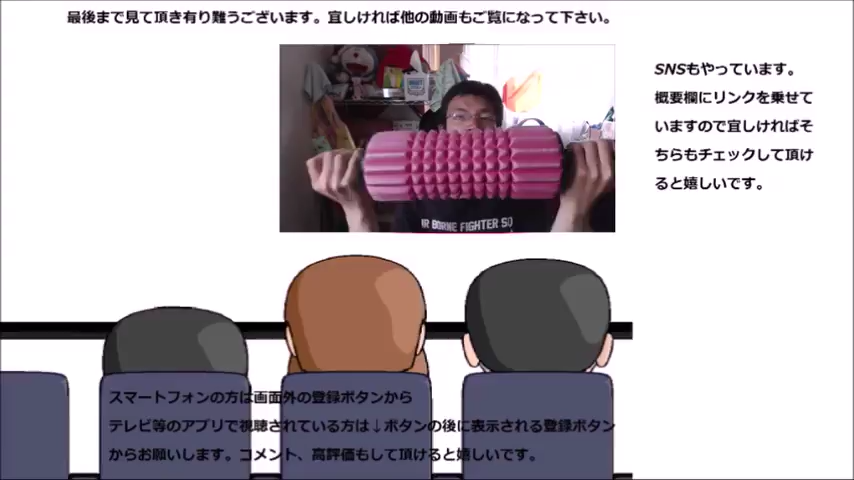 最後まで見て頂き有り難うございます。宜しければ他の動画もご覧になって下さい。
SNSもやっています。
概要欄にリンクを乗せて
いますので宜しければそ
ちらもチェックして頂け
ると嬉しいです。
IR BORNE FIGHTER SQ
スマートフォンの方は画面外の登録ボタンから
テレビ等のアプリで視聴されている方は↓ボタンの後に表示される登録ボタン
からお願いします。コメント、高評価もして頂けると嬉しいです。